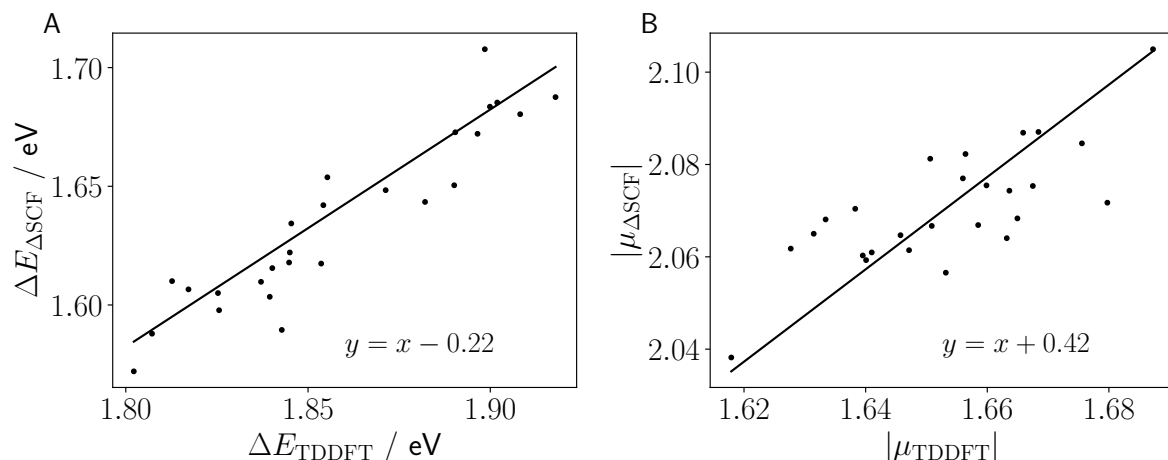 A
ΔE_ΔSCF / eV
1.70
1.65
1.60
1.80
1.85
1.90
y = x − 0.22
ΔE_TDDFT / eV
B
|μ_ΔSCF|
2.10
2.08
2.06
2.04
1.62
1.64
1.66
1.68
y = x + 0.42
|μ_TDDFT|